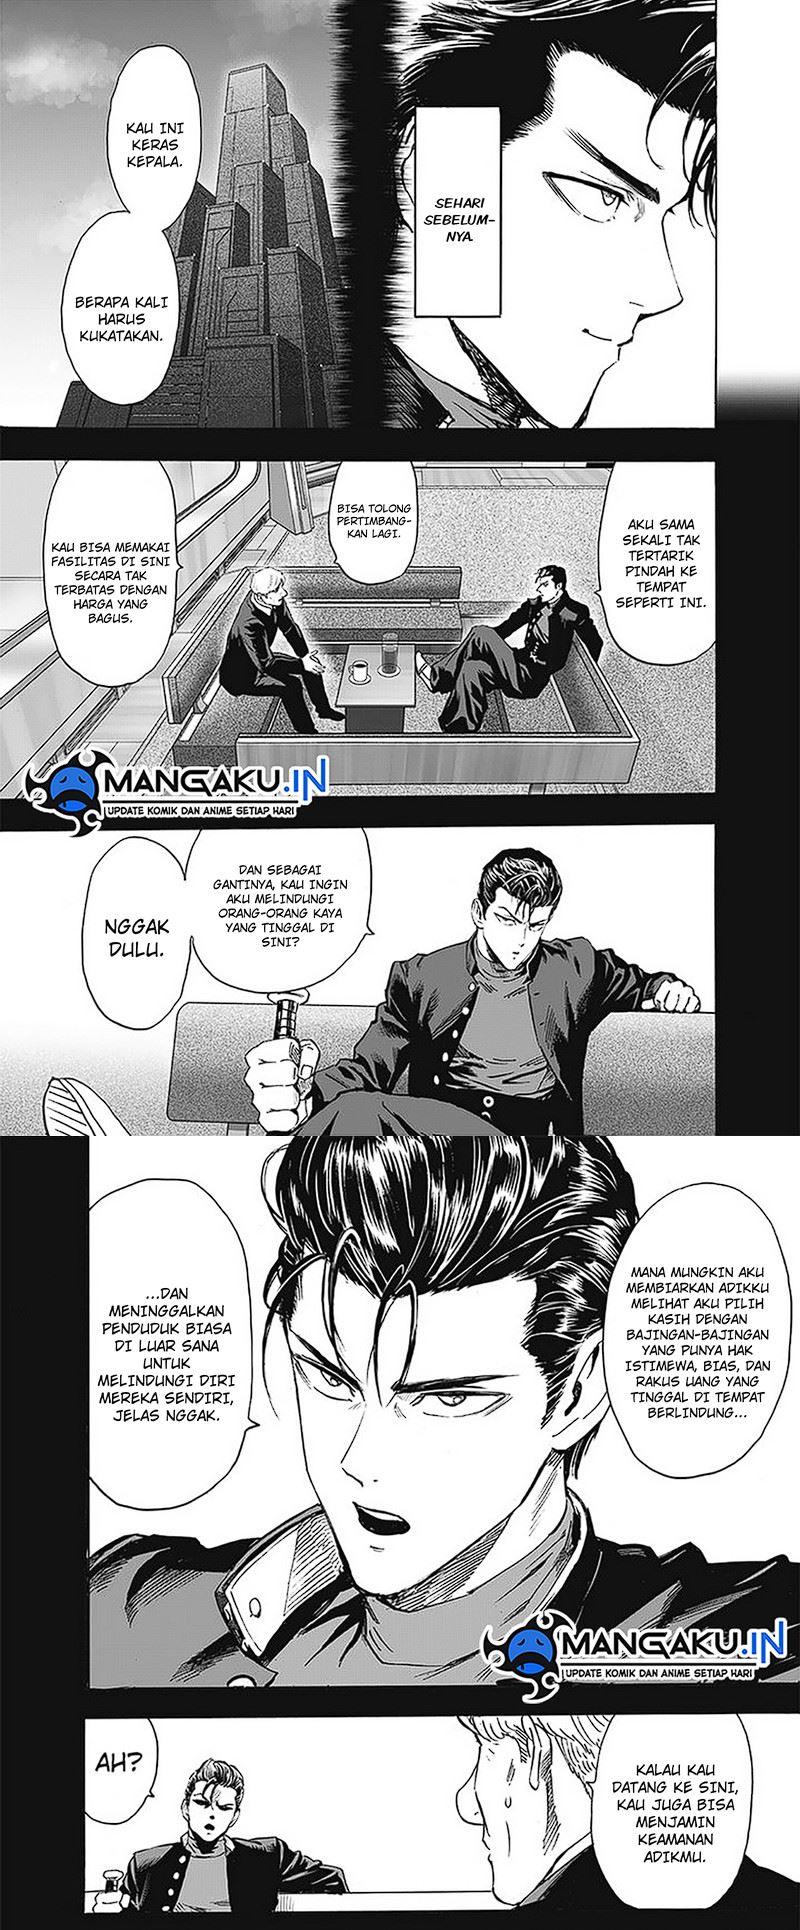 SEHARI
SEBELUM-
NYA.
KAU INI
KERAS
KEPALA.
BERAPA KALI
HARUS
KUKATAKAN.
AKU SAMA
SEKALI TAK
TERTARIK
PINDAH KE
TEMPAT
SEPERTI INI.
BISA TOLONG
PERTIMBANG-
KAN LAGI.
KAU BISA MEMAKAI
FASILITAS DI SINI
SECARA TAK
TERBATAS DENGAN
HARGA YANG
BAGUS.
MANGAKU.IN
UPDATE KOMIK DAN ANIME SETIAP HARI
DAN SEBAGAI
GANTINYA, KAU INGIN
AKU MELINDUNGI
ORANG-ORANG KAYA
YANG TINGGAL DI
SINI?
NGGAK
DULU.
MANA MUNGKIN AKU
MEMBIARKAN ADIKKU
MELIHAT AKU PILIH
KASIH DENGAN
BAJINGAN-BAJINGAN
YANG PUNYA HAK
ISTIMEWA, BIAS, DAN
RAKUS UANG YANG
TINGGAL DI TEMPAT
BERLINDUNG...
...DAN
MENINGGALKAN
PENDUDUK BIASA
DI LUAR SANA
UNTUK
MELINDUNGI DIRI
MEREKA SENDIRI,
JELAS NGGAK.
MANGAKU.IN
UPDATE KOMIK DAN ANIME SETIAP HARI
KALAU KAU
DATANG KE SINI,
KAU JUGA BISA
MENJAMIN
KEAMANAN
ADIKMU.
AH?